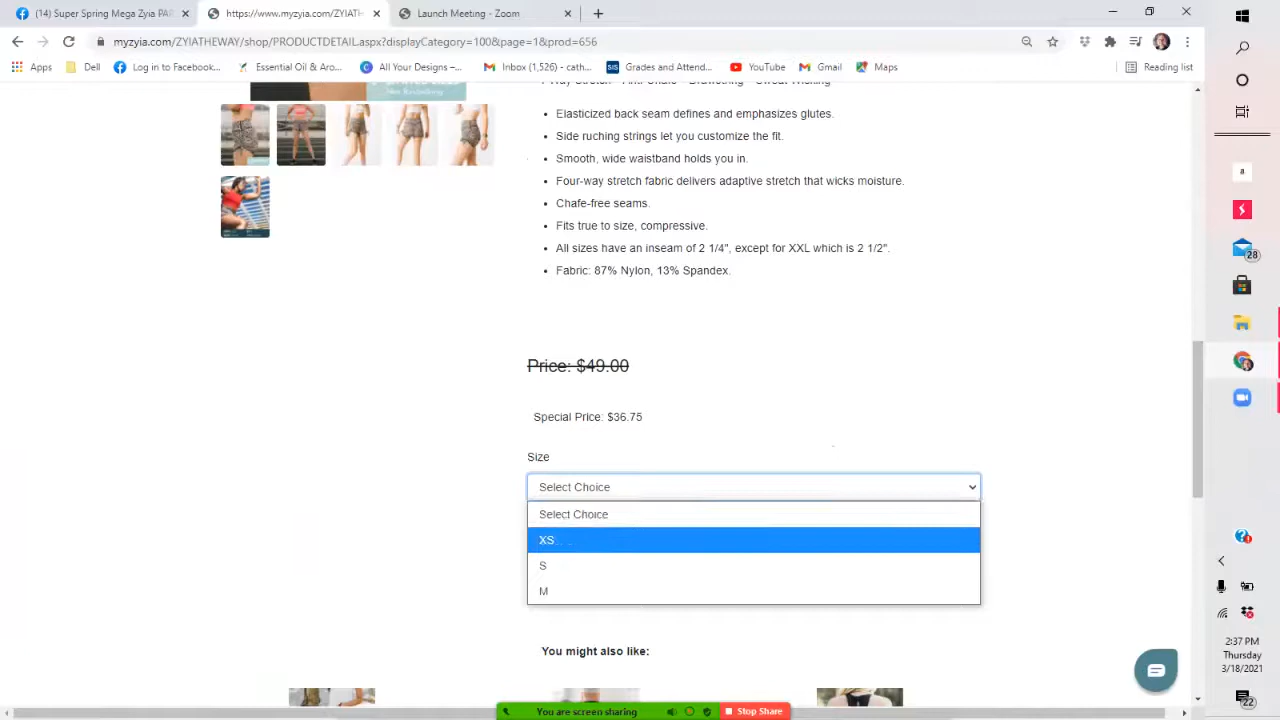 (14) Super Spring Mega Zyia PAR
https://www.myzyia.com/ZYIATHE
Launch Meeting - Zoom
myzyia.com/ZYIATHEWAY/shop/PRODUCTDETAIL.aspx?displayCategory=100&page=1&prod=656
Apps
Dell
Log in to Facebook...
Essential Oil & Aro...
All Your Designs –...
Inbox (1,526) - cath...
SIS
Grades and Attend...
YouTube
Gmail
Maps
Reading list
• Elasticized back seam defines and emphasizes glutes.
• Side ruching strings let you customize the fit.
• Smooth, wide waistband holds you in.
• Four-way stretch fabric delivers adaptive stretch that wicks moisture.
• Chafe-free seams.
• Fits true to size, compressive.
• All sizes have an inseam of 2 1/4", except for XXL which is 2 1/2".
• Fabric: 87% Nylon, 13% Spandex.
Price: $49.00
Special Price: $36.75
Size
Select Choice
Select Choice
XS
S
M
You might also like:
You are screen sharing
Stop Share
a
28
2:37 PM
Thursday
3/18/2021
22